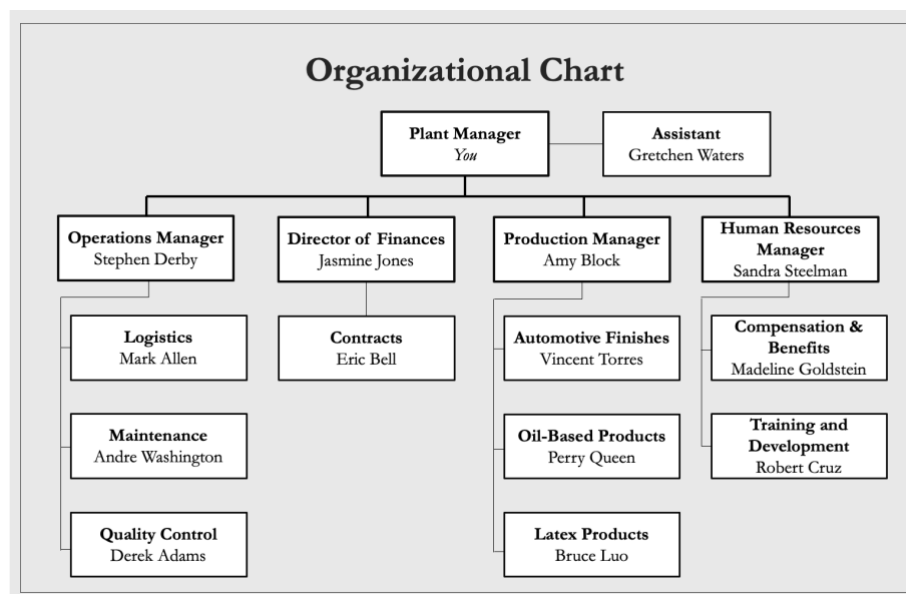 Organizational Chart
Plant Manager
You
Assistant
Gretchen Waters
Operations Manager
Stephen Derby
Director of Finances
Jasmine Jones
Production Manager
Amy Block
Human Resources
Manager
Sandra Steelman
Logistics
Mark Allen
Contracts
Eric Bell
Automotive Finishes
Vincent Torres
Compensation &
Benefits
Madeline Goldstein
Maintenance
Andre Washington
Oil-Based Products
Perry Queen
Training and
Development
Robert Cruz
Quality Control
Derek Adams
Latex Products
Bruce Luo